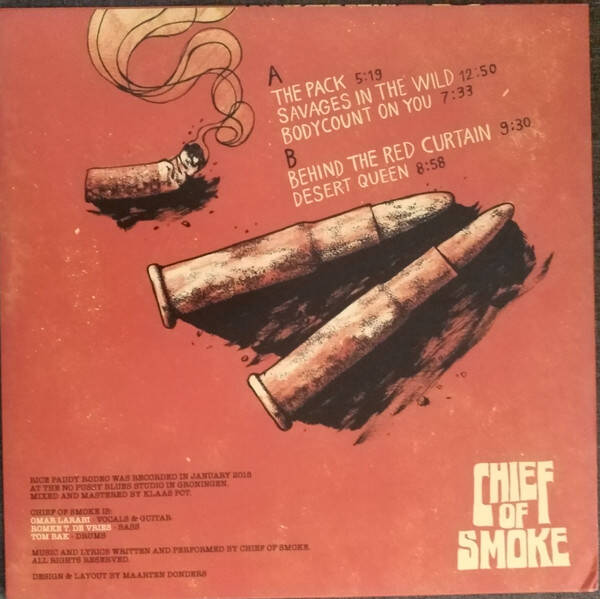 A
THE PACK 5:19
SAVAGES IN THE WILD 12:50
BODYCOUNT ON YOU 7:33
B
BEHIND THE RED CURTAIN 9:30
DESERT QUEEN 8:58
RICE PADDY RODEO WAS RECORDED IN JANUARY 2018
AT THE NO PUSSY BLUES STUDIO IN GRONINGEN.
MIXED AND MASTERED BY KLAAS POT.
CHIEF OF SMOKE IS:
OMAR LARABI - VOCALS & GUITAR
ROMKE T. DE VRIES - BASS
TOM BAK - DRUMS
MUSIC AND LYRICS WRITTEN AND PERFORMED BY CHIEF OF SMOKE.
ALL RIGHTS RESERVED.
DESIGN & LAYOUT BY MAARTEN DONDERS
CHIEF
OF
SMOKE